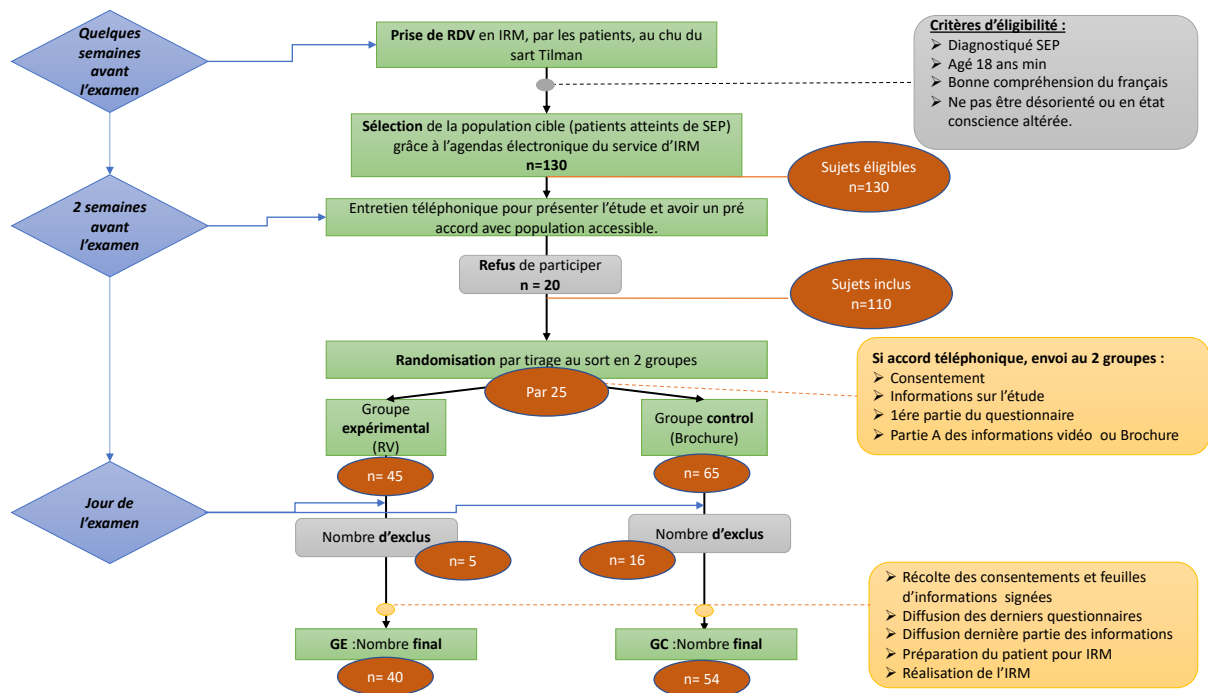 Quelques
semaines
avant
l'examen
Prise de RDV en IRM, par les patients, au chu du
sart Tilman
Critères d'éligibilité :
➢ Diagnostiqué SEP
➢ Agé 18 ans min
➢ Bonne compréhension du français
➢ Ne pas être désorienté ou en état
conscience altérée.
Sélection de la population cible (patients atteints de SEP)
grâce à l'agendas électronique du service d'IRM
n=130
Sujets éligibles
n=130
2 semaines
avant
l'examen
Entretien téléphonique pour présenter l'étude et avoir un pré
accord avec population accessible.
Refus de participer
n = 20
Sujets inclus
n=110
Randomisation par tirage au sort en 2 groupes
Par 25
Si accord téléphonique, envoi au 2 groupes :
➢ Consentement
➢ Informations sur l'étude
➢ 1ére partie du questionnaire
➢ Partie A des informations vidéo ou Brochure
Groupe
expérimental
(RV)
n= 45
Groupe control
(Brochure)
n= 65
Jour de
l'examen
Nombre d'exclus
n= 5
Nombre d'exclus
n= 16
➢ Récolte des consentements et feuilles
d'informations signées
➢ Diffusion des derniers questionnaires
➢ Diffusion dernière partie des informations
➢ Préparation du patient pour IRM
➢ Réalisation de l'IRM
GE :Nombre final
n= 40
GC :Nombre final
n= 54